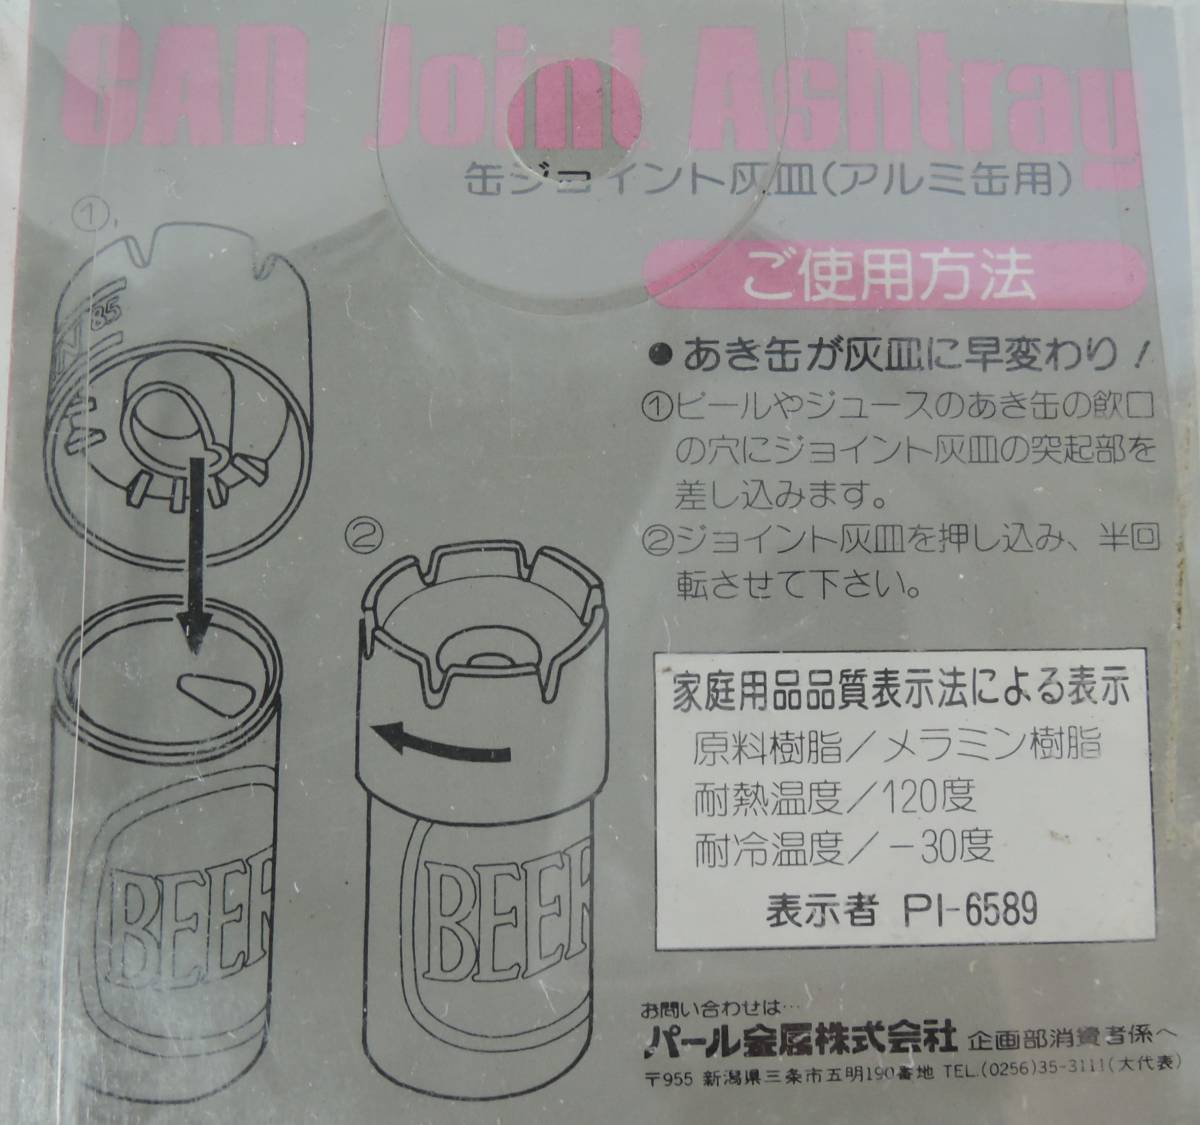 CAN Joint Ashtray
缶ジョイント灰皿(アルミ缶用)
ご使用方法
●あき缶が灰皿に早変わり!
①ビールやジュースのあき缶の飲口
の穴にジョイント灰皿の突起部を
差し込みます。
②ジョイント灰皿を押し込み、半回
転させて下さい。
①
85
②
BEER
BEER
家庭用品品質表示法による表示
原料樹脂/メラミン樹脂
耐熱温度/120度
耐冷温度/-30度
表示者 PI-6589
お問い合わせは…
パール金属株式会社 企画部消費者係へ
〒955 新潟県三条市五明190番地 TEL.(0256)35-3111(大代表)